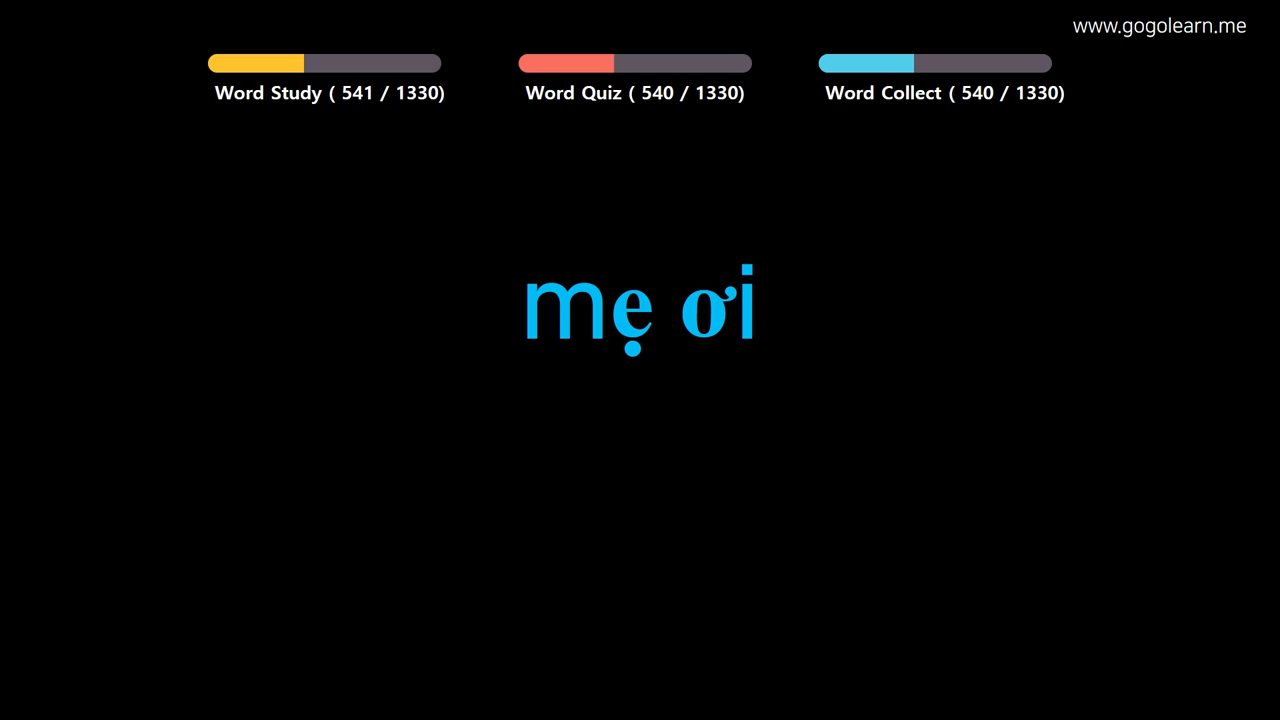 www.gogolearn.me
Word Study ( 541 / 1330)
Word Quiz ( 540 / 1330)
Word Collect ( 540 / 1330)
mẹ ơi